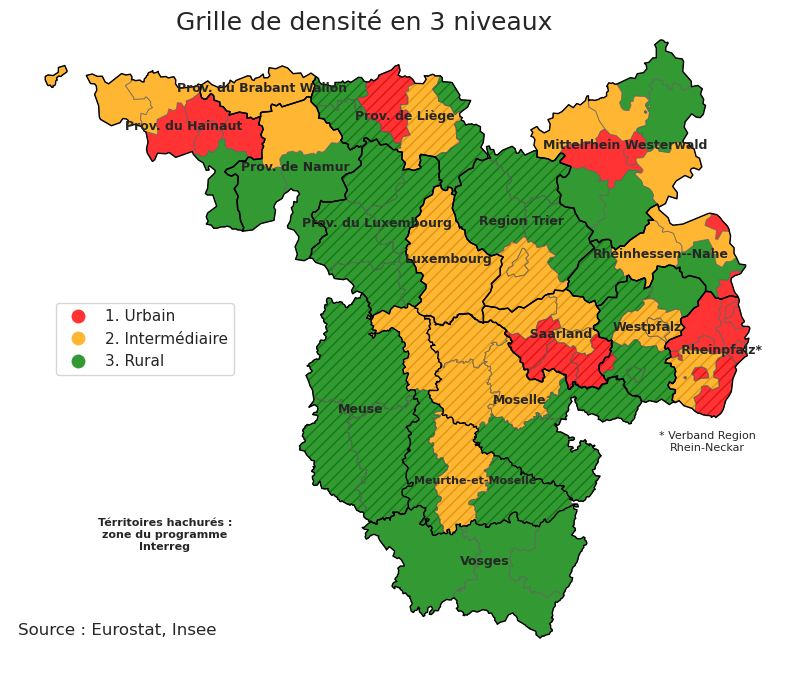 Grille de densité en 3 niveaux
Prov. du Brabant Wallon
Prov. de Liège
Prov. du Hainaut
Mittelrhein Westerwald
Prov. de Namur
Prov. du Luxembourg
Region Trier
Luxembourg
Rheinhessen--Nahe
1. Urbain
2. Intermédiaire
3. Rural
Saarland
Westpfalz
Rheinpfalz*
Moselle
Meuse
* Verband Region
Rhein-Neckar
Meurthe-et-Moselle
Térritoires hachurés :
zone du programme
Interreg
Vosges
Source : Eurostat, Insee